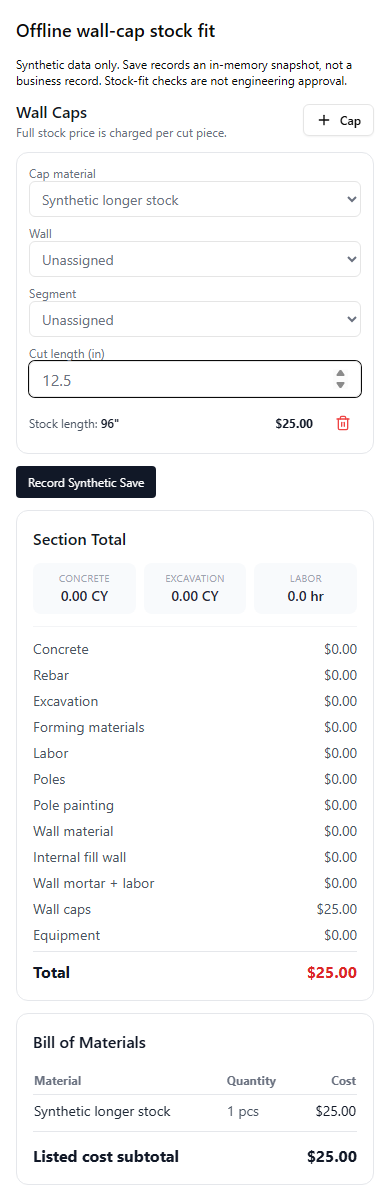 Offline wall-cap stock fit
Synthetic data only. Save records an in-memory snapshot, not a
business record. Stock-fit checks are not engineering approval.
Wall Caps
Full stock price is charged per cut piece.
+ Cap
Cap material
Synthetic longer stock
Wall
Unassigned
Segment
Unassigned
Cut length (in)
12.5
Stock length: 96" $25.00
Record Synthetic Save
Section Total
CONCRETE EXCAVATION LABOR
0.00 CY 0.00 CY 0.0 hr
Concrete $0.00
Rebar $0.00
Excavation $0.00
Forming materials $0.00
Labor $0.00
Poles $0.00
Pole painting $0.00
Wall material $0.00
Internal fill wall $0.00
Wall mortar + labor $0.00
Wall caps $25.00
Equipment $0.00
Total $25.00
Bill of Materials
Material Quantity Cost
Synthetic longer stock 1 pcs $25.00
Listed cost subtotal $25.00